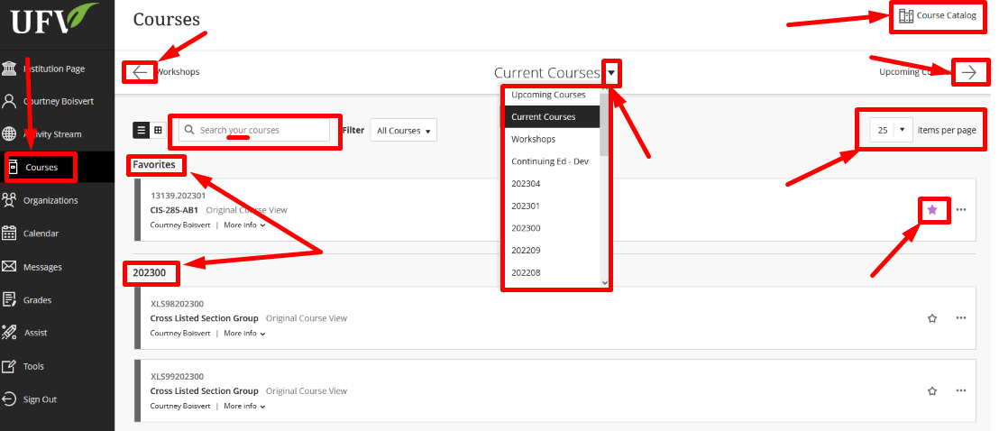 UFV
Courses
Course Catalog
Institution Page
Courtney Boisvert
Activity Stream
Courses
Organizations
Calendar
Messages
Grades
Assist
Tools
Sign Out
Workshops
Current Courses
Upcoming Courses
Upcoming Courses
Current Courses
Workshops
Continuing Ed - Dev
202304
202301
202300
202209
202208
Search your courses
Filter
All Courses
25
items per page
Favorites
13139.202301
CIS-285-AB1 Original Course View
Courtney Boisvert | More info
202300
XLS98202300
Cross Listed Section Group Original Course View
Courtney Boisvert | More info
XLS99202300
Cross Listed Section Group Original Course View
Courtney Boisvert | More info